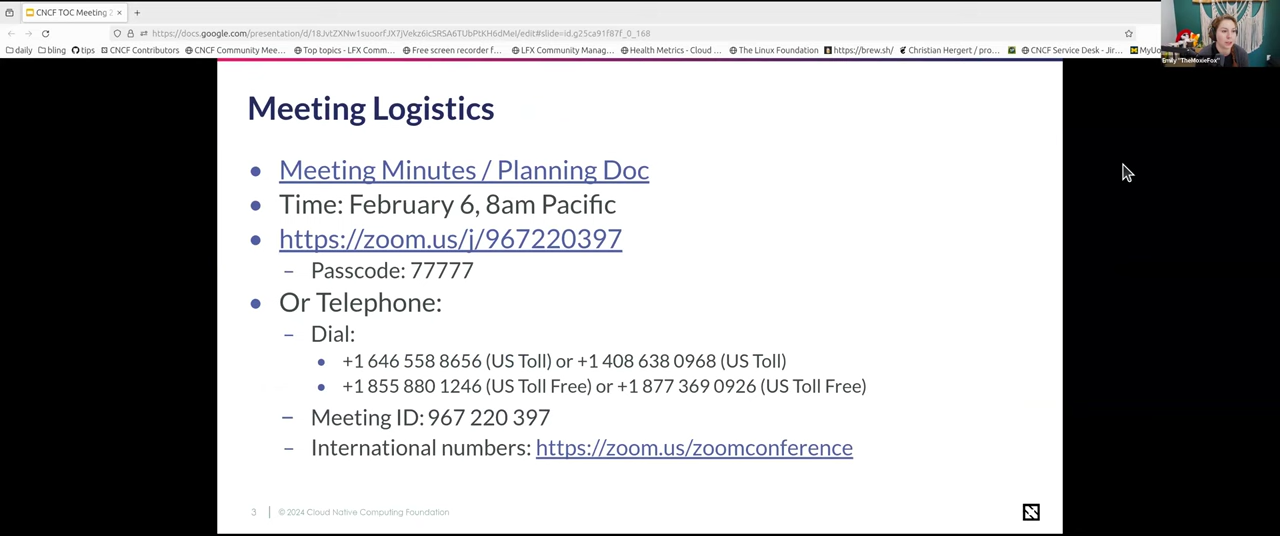 CNCF TOC Meeting 2
https://docs.google.com/presentation/d/18JvtZXNw1suoorfJX7jVekz6icSRSA6TUbPtKH6dMeI/edit#slide=id.g25ca91f87f_0_168
daily bling tips CNCF Contributors CNCF Community Mee... Top topics - LFX Comm... Free screen recorder f... LFX Community Manag... Health Metrics - Cloud ... The Linux Foundation https://brew.sh/ Christian Hergert / pro... CNCF Service Desk - Jir... MyUo
Emily "TheMoxieFox"
Meeting Logistics
• Meeting Minutes / Planning Doc
• Time: February 6, 8am Pacific
• https://zoom.us/j/967220397
– Passcode: 77777
• Or Telephone:
– Dial:
• +1 646 558 8656 (US Toll) or +1 408 638 0968 (US Toll)
• +1 855 880 1246 (US Toll Free) or +1 877 369 0926 (US Toll Free)
– Meeting ID: 967 220 397
– International numbers: https://zoom.us/zoomconference
3 © 2024 Cloud Native Computing Foundation